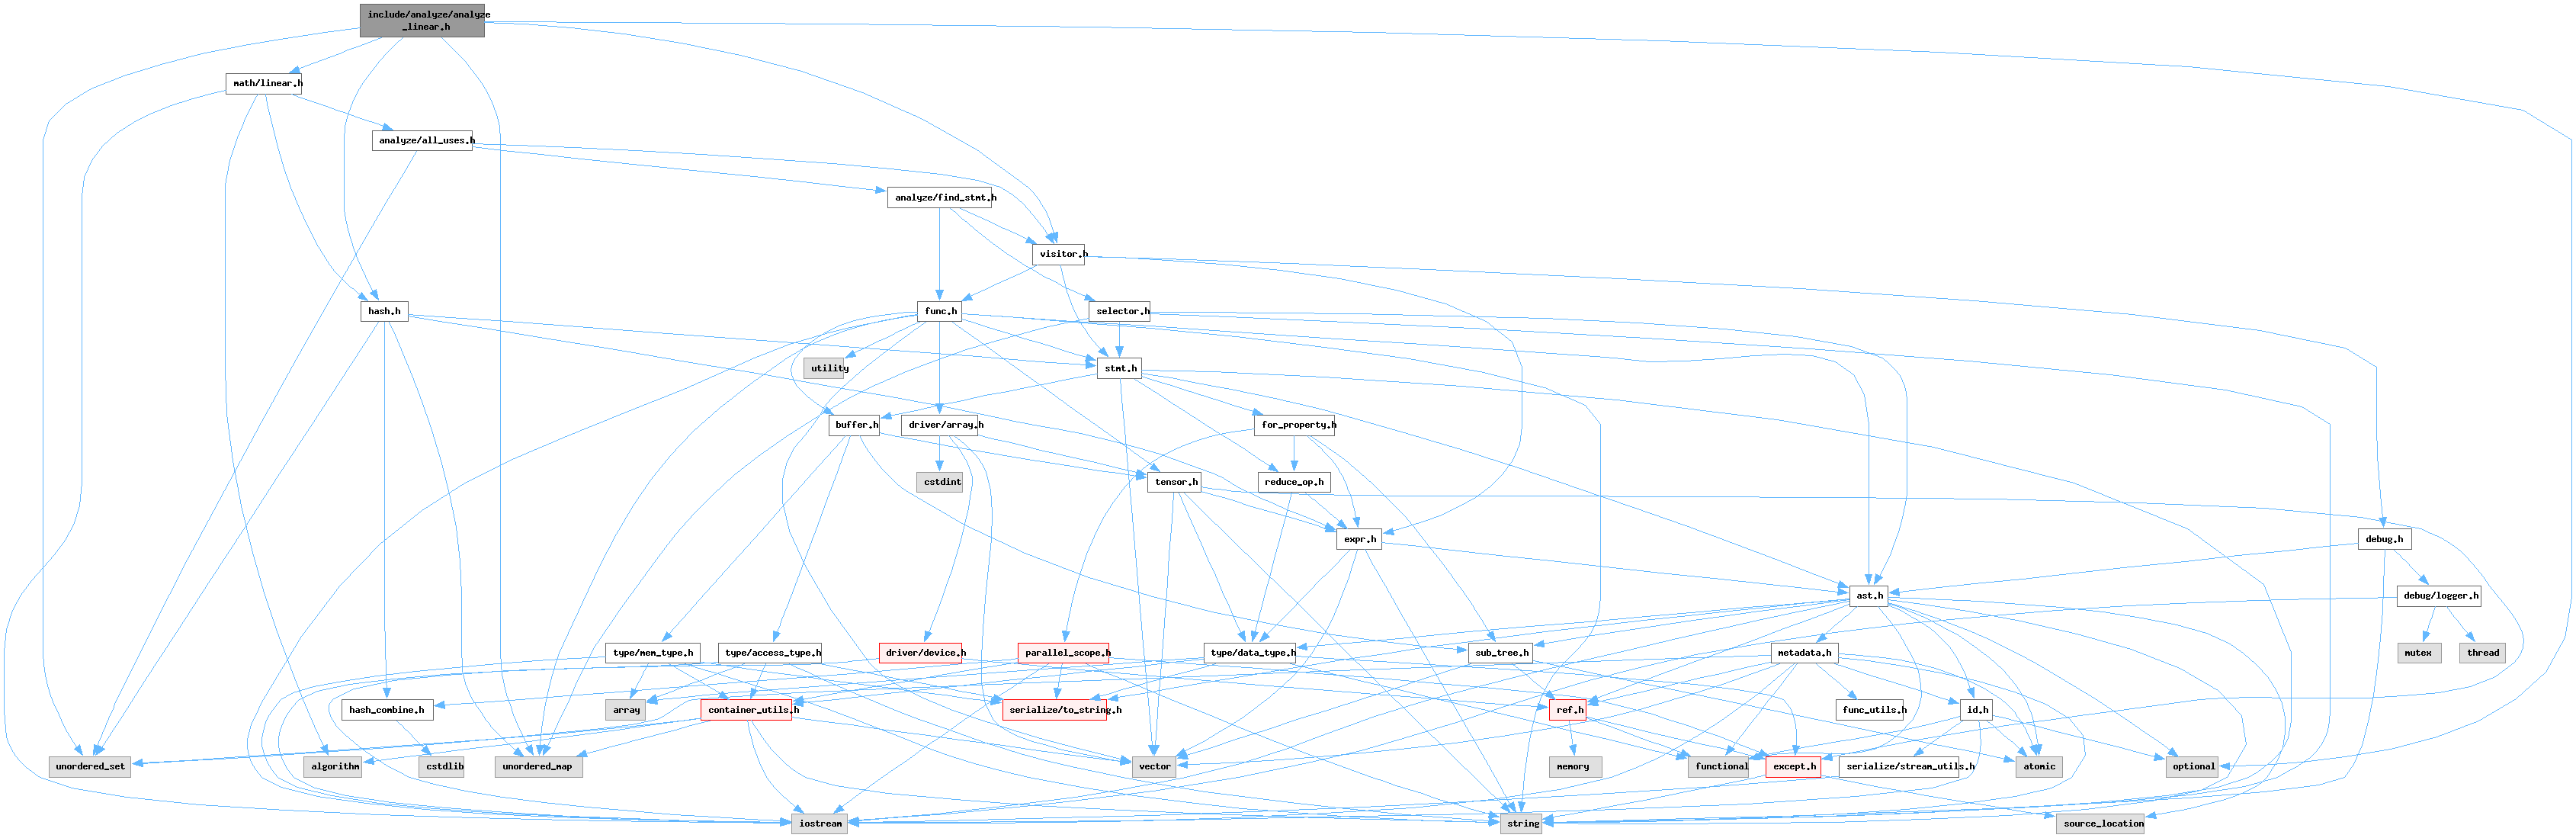 include/analyze/analyze
_linear.h
math/linear.h
analyze/all_uses.h
analyze/find_stmt.h
visitor.h
hash.h
func.h
selector.h
utility
stmt.h
buffer.h
driver/array.h
for_property.h
cstdint
tensor.h
reduce_op.h
expr.h
debug.h
ast.h
debug/logger.h
type/mem_type.h
type/access_type.h
driver/device.h
parallel_scope.h
type/data_type.h
sub_tree.h
metadata.h
mutex
thread
hash_combine.h
array
container_utils.h
serialize/to_string.h
ref.h
func_utils.h
id.h
unordered_set
algorithm
cstdlib
unordered_map
vector
memory
functional
except.h
serialize/stream_utils.h
atomic
optional
iostream
string
source_location